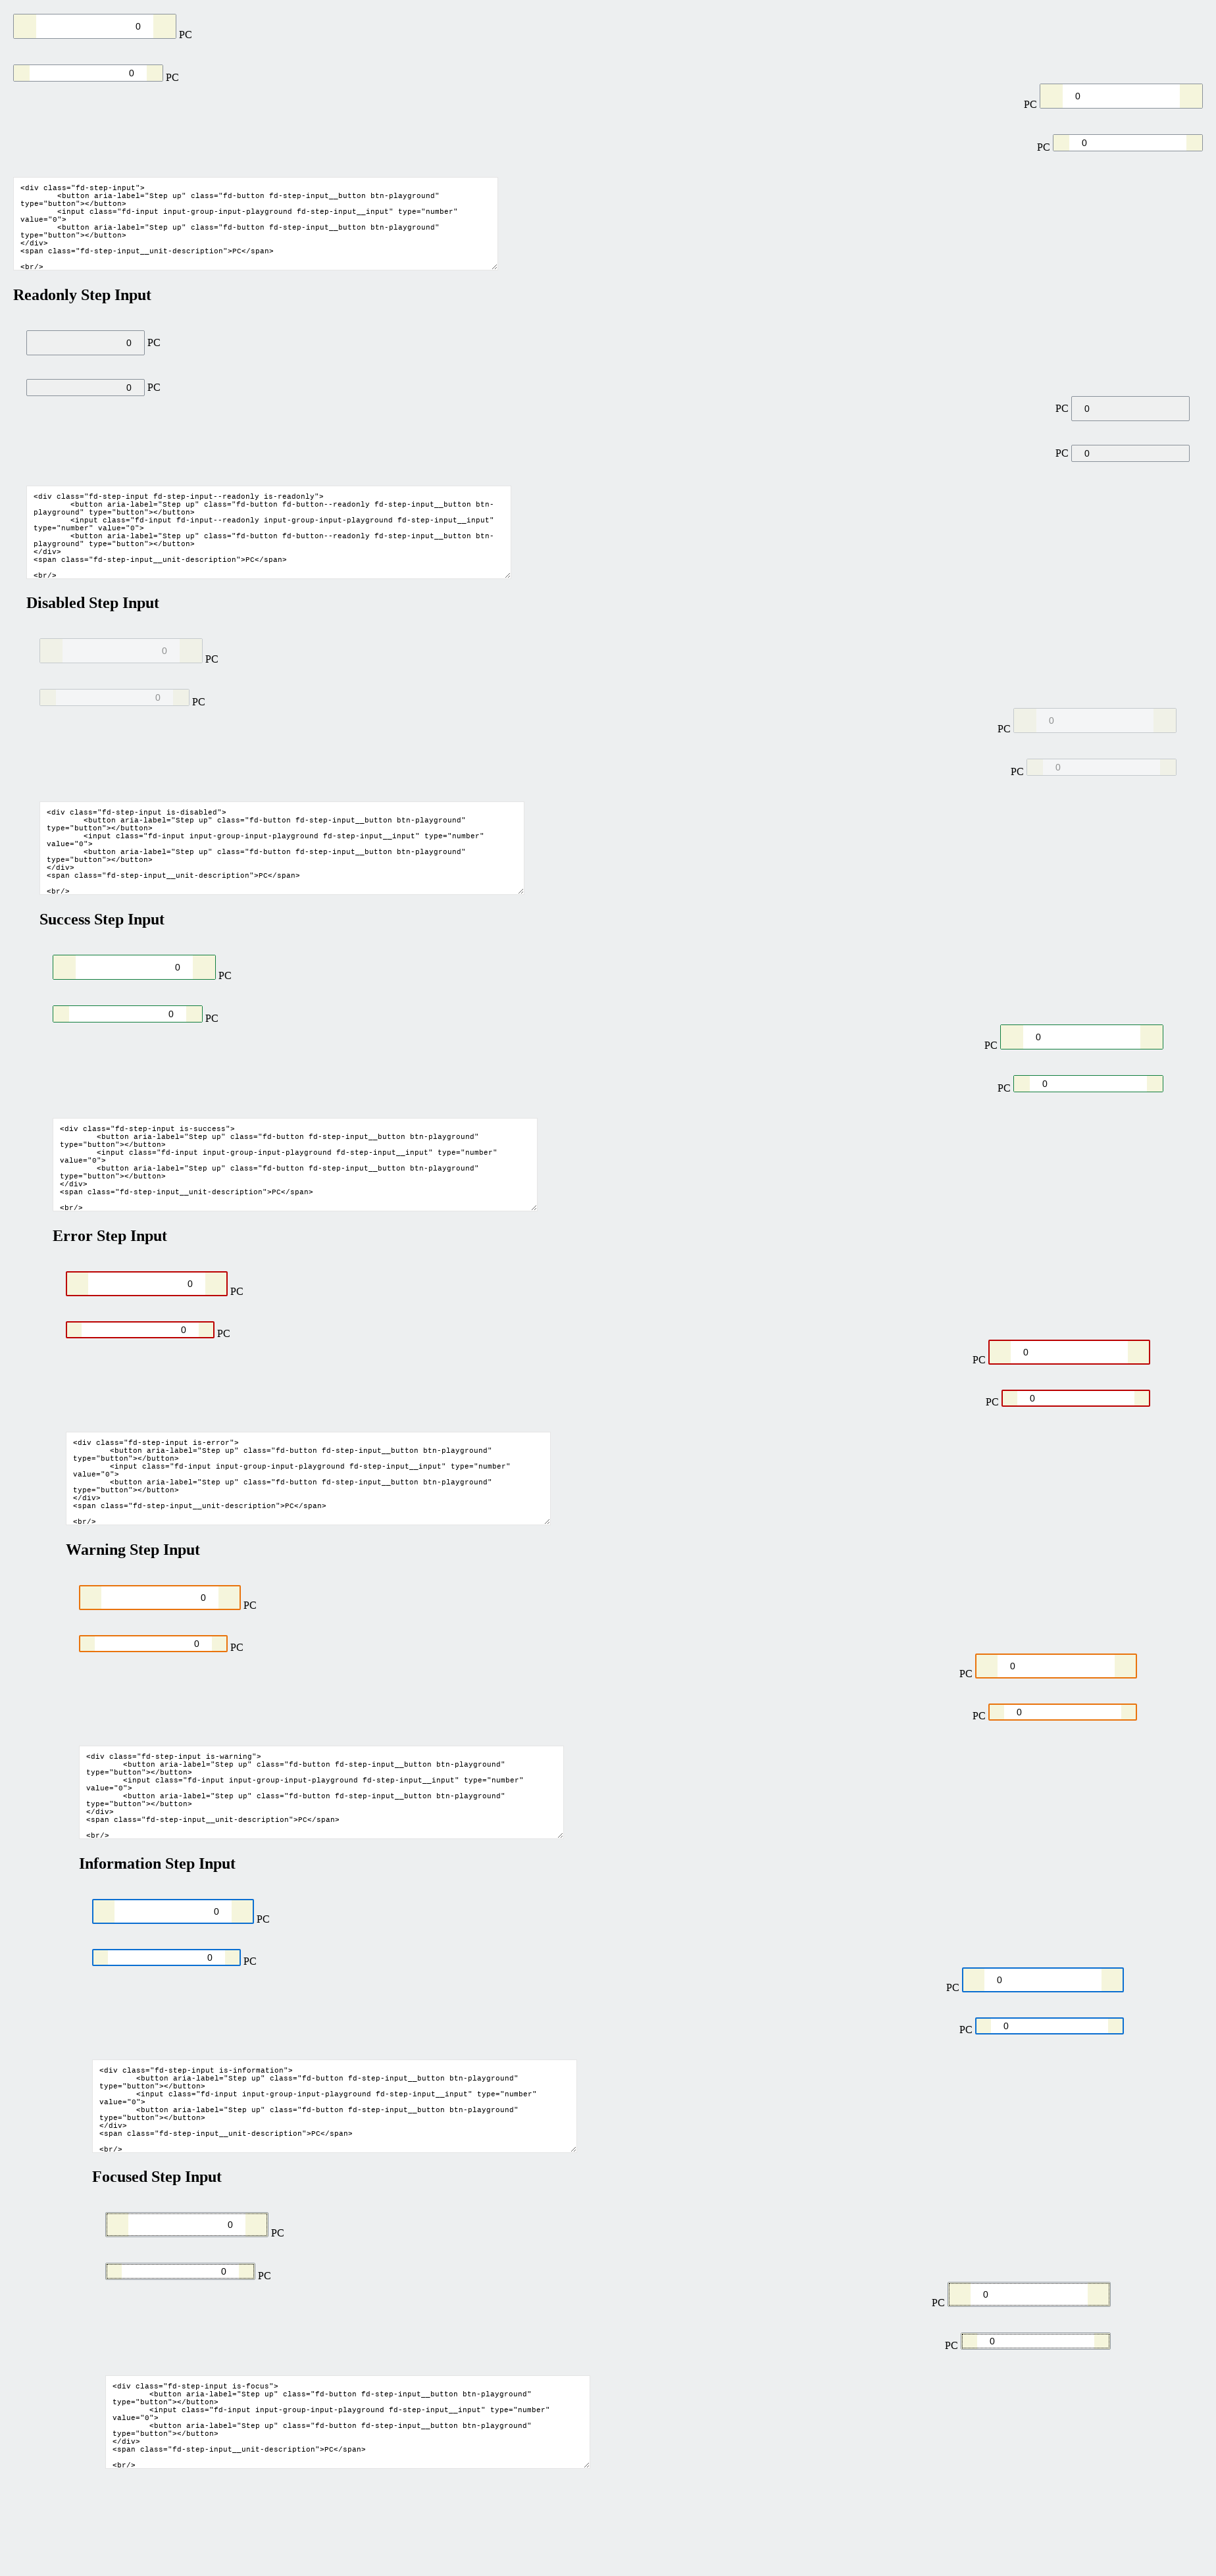 0 PC
0 PC
PC 0
PC 0
<div class="fd-step-input">
<button aria-label="Step up" class="fd-button fd-step-input__button btn-playground"
type="button"></button>
<input class="fd-input input-group-input-playground fd-step-input__input" type="number"
value="0">
<button aria-label="Step up" class="fd-button fd-step-input__button btn-playground"
type="button"></button>
</div>
<span class="fd-step-input__unit-description">PC</span>
<br/>
Readonly Step Input
0 PC
0 PC
PC 0
PC 0
<div class="fd-step-input fd-step-input--readonly is-readonly">
<button aria-label="Step up" class="fd-button fd-button--readonly fd-step-input__button btn-
playground" type="button"></button>
<input class="fd-input fd-input--readonly input-group-input-playground fd-step-input__input"
type="number" value="0">
<button aria-label="Step up" class="fd-button fd-button--readonly fd-step-input__button btn-
playground" type="button"></button>
</div>
<span class="fd-step-input__unit-description">PC</span>
<br/>
Disabled Step Input
0 PC
0 PC
PC 0
PC 0
<div class="fd-step-input is-disabled">
<button aria-label="Step up" class="fd-button fd-step-input__button btn-playground"
type="button"></button>
<input class="fd-input input-group-input-playground fd-step-input__input" type="number"
value="0">
<button aria-label="Step up" class="fd-button fd-step-input__button btn-playground"
type="button"></button>
</div>
<span class="fd-step-input__unit-description">PC</span>
<br/>
Success Step Input
0 PC
0 PC
PC 0
PC 0
<div class="fd-step-input is-success">
<button aria-label="Step up" class="fd-button fd-step-input__button btn-playground"
type="button"></button>
<input class="fd-input input-group-input-playground fd-step-input__input" type="number"
value="0">
<button aria-label="Step up" class="fd-button fd-step-input__button btn-playground"
type="button"></button>
</div>
<span class="fd-step-input__unit-description">PC</span>
<br/>
Error Step Input
0 PC
0 PC
PC 0
PC 0
<div class="fd-step-input is-error">
<button aria-label="Step up" class="fd-button fd-step-input__button btn-playground"
type="button"></button>
<input class="fd-input input-group-input-playground fd-step-input__input" type="number"
value="0">
<button aria-label="Step up" class="fd-button fd-step-input__button btn-playground"
type="button"></button>
</div>
<span class="fd-step-input__unit-description">PC</span>
<br/>
Warning Step Input
0 PC
0 PC
PC 0
PC 0
<div class="fd-step-input is-warning">
<button aria-label="Step up" class="fd-button fd-step-input__button btn-playground"
type="button"></button>
<input class="fd-input input-group-input-playground fd-step-input__input" type="number"
value="0">
<button aria-label="Step up" class="fd-button fd-step-input__button btn-playground"
type="button"></button>
</div>
<span class="fd-step-input__unit-description">PC</span>
<br/>
Information Step Input
0 PC
0 PC
PC 0
PC 0
<div class="fd-step-input is-information">
<button aria-label="Step up" class="fd-button fd-step-input__button btn-playground"
type="button"></button>
<input class="fd-input input-group-input-playground fd-step-input__input" type="number"
value="0">
<button aria-label="Step up" class="fd-button fd-step-input__button btn-playground"
type="button"></button>
</div>
<span class="fd-step-input__unit-description">PC</span>
<br/>
Focused Step Input
0 PC
0 PC
PC 0
PC 0
<div class="fd-step-input is-focus">
<button aria-label="Step up" class="fd-button fd-step-input__button btn-playground"
type="button"></button>
<input class="fd-input input-group-input-playground fd-step-input__input" type="number"
value="0">
<button aria-label="Step up" class="fd-button fd-step-input__button btn-playground"
type="button"></button>
</div>
<span class="fd-step-input__unit-description">PC</span>
<br/>